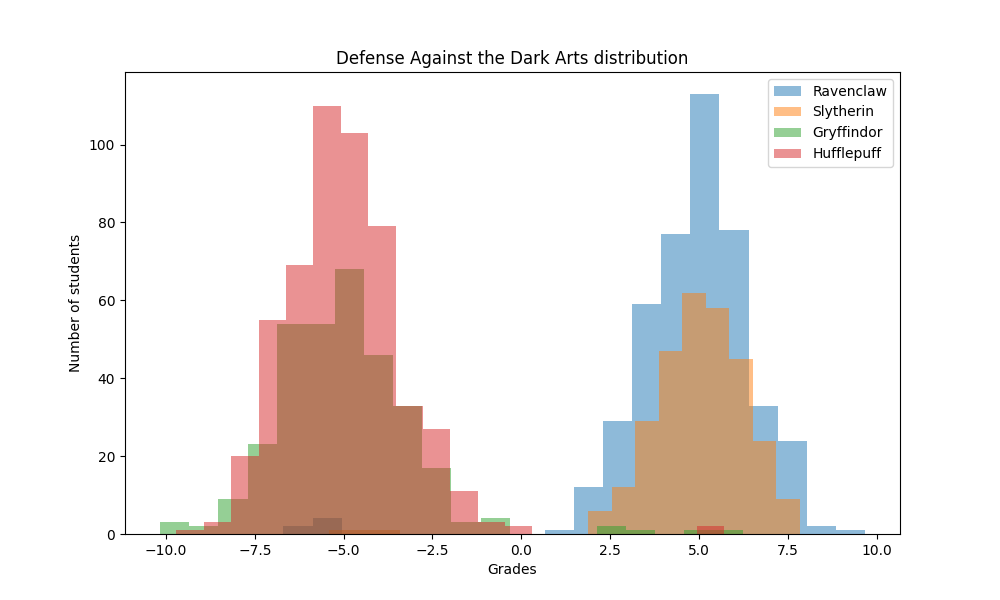 Defense Against the Dark Arts distribution
Ravenclaw
Slytherin
Gryffindor
Hufflepuff
Number of students
100
80
60
40
20
0
−10.0 −7.5 −5.0 −2.5 0.0 2.5 5.0 7.5 10.0
Grades